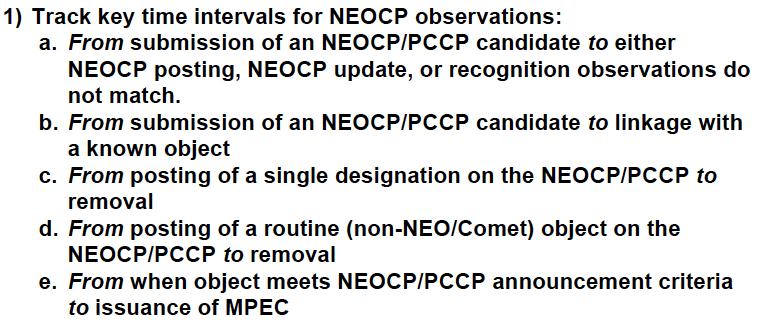 1) Track key time intervals for NEOCP observations:
a. From submission of an NEOCP/PCCP candidate to either
NEOCP posting, NEOCP update, or recognition observations do
not match.
b. From submission of an NEOCP/PCCP candidate to linkage with
a known object
c. From posting of a single designation on the NEOCP/PCCP to
removal
d. From posting of a routine (non-NEO/Comet) object on the
NEOCP/PCCP to removal
e. From when object meets NEOCP/PCCP announcement criteria
to issuance of MPEC